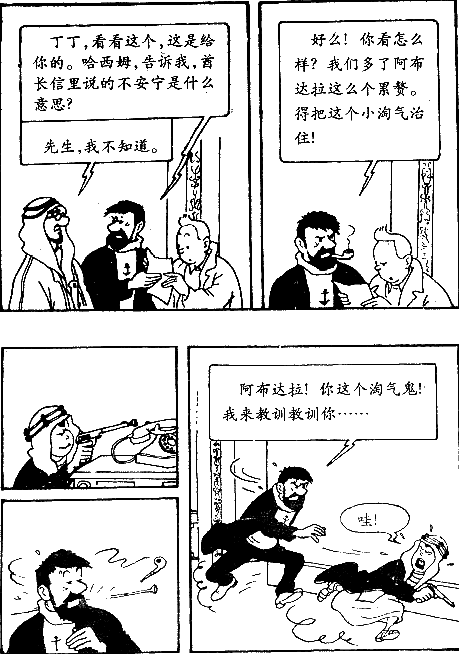 丁丁,看看这个,这是给
你的。哈西姆,告诉我,酋
长信里说的不安宁是什么
意思?
先生,我不知道。
好么!你看怎么
样?我们多了阿布
达拉这么个累赘。
得把这个小淘气治
住!
阿布达拉!你这个淘气鬼!
我来教训教训你……
哇!